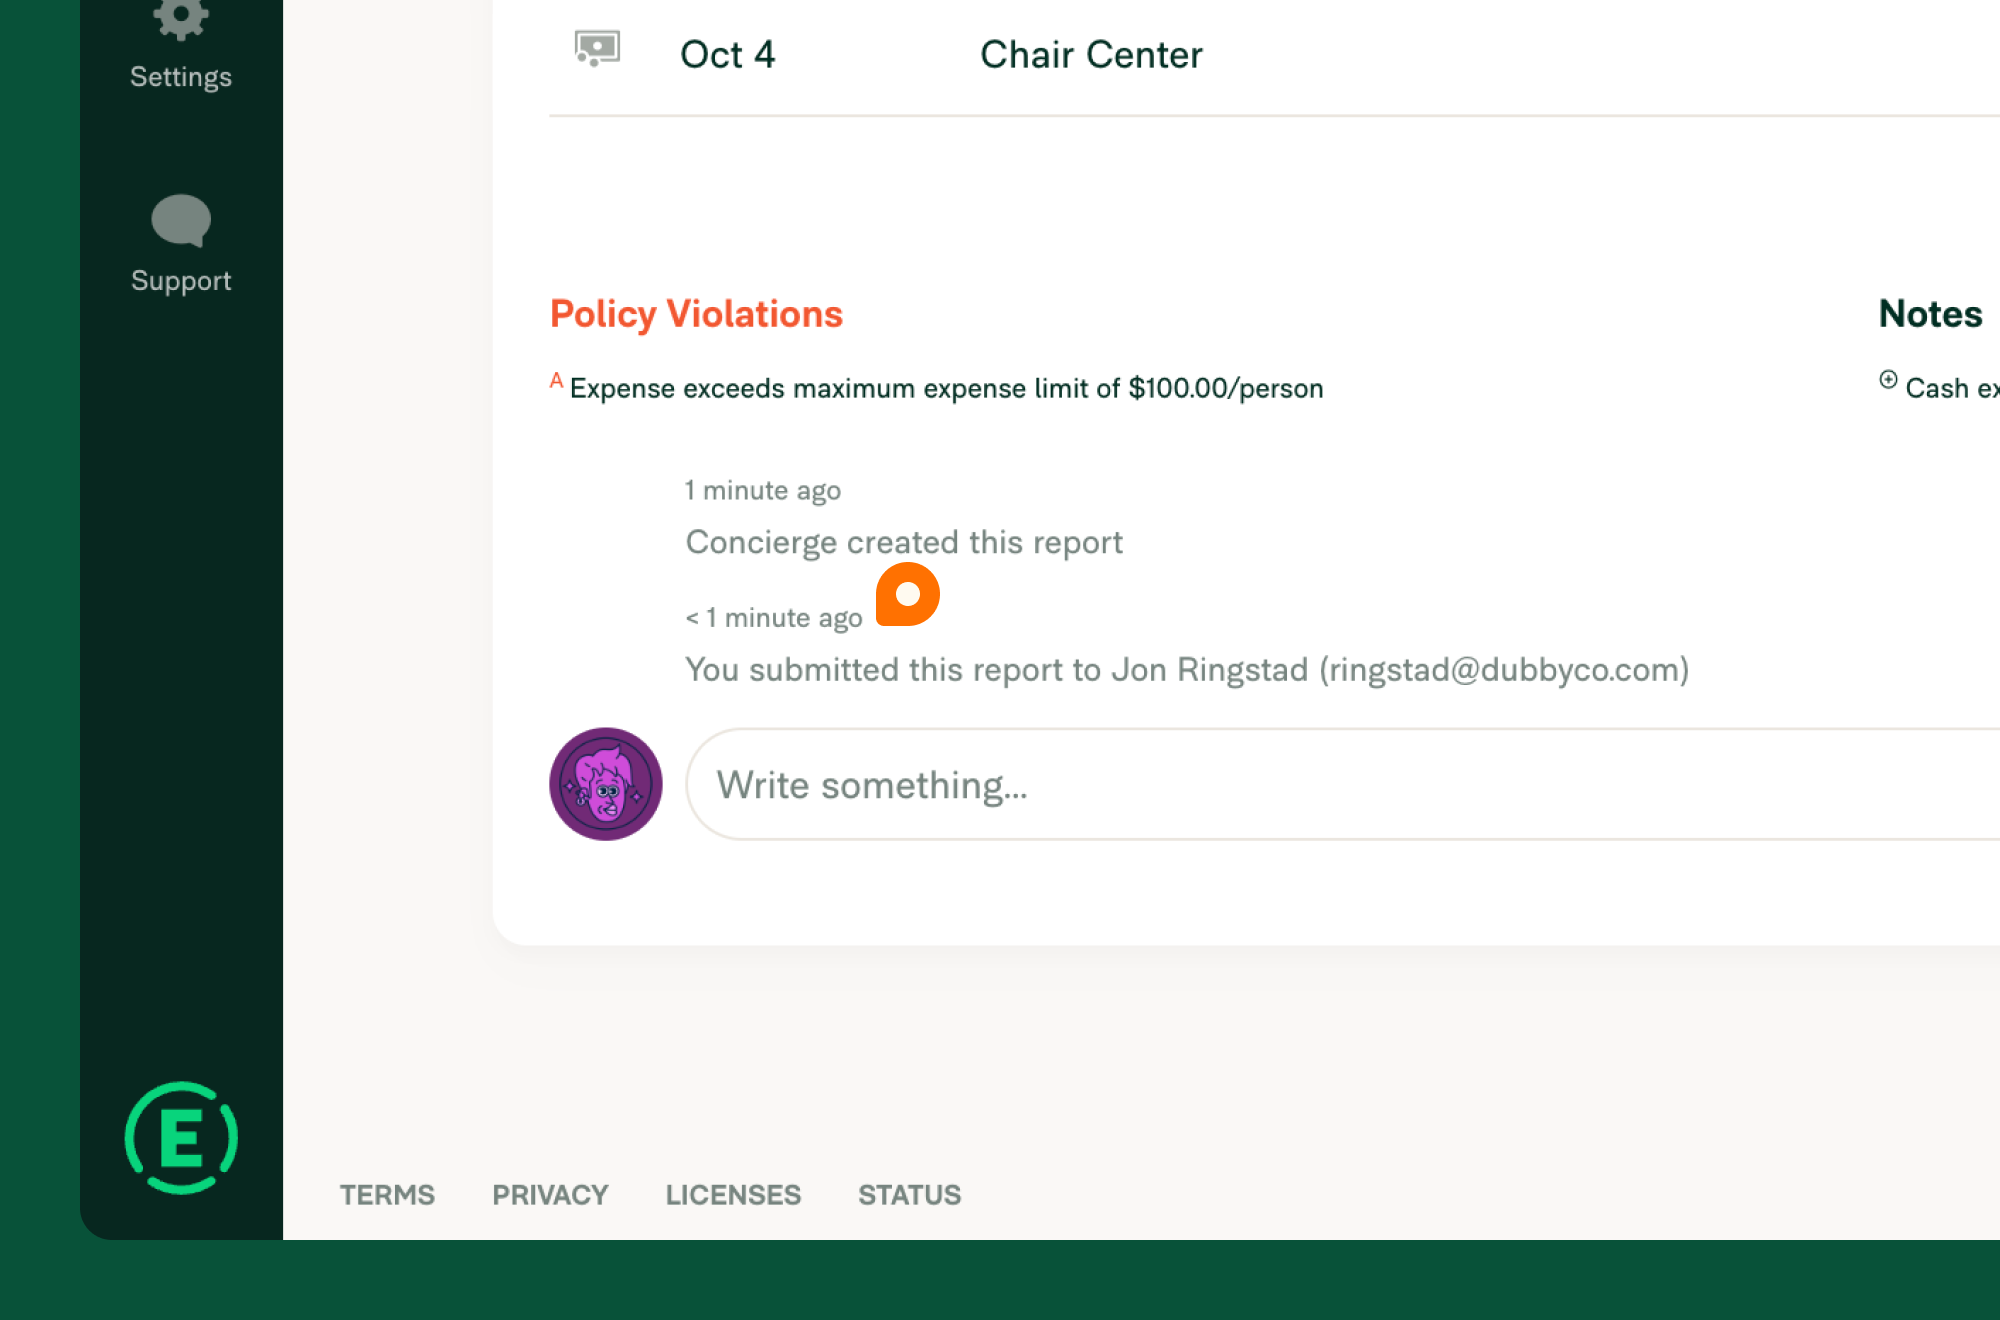 Settings
Support
Oct 4 Chair Center
Policy Violations
A Expense exceeds maximum expense limit of $100.00/person
Notes
Cash
1 minute ago
Concierge created this report
< 1 minute ago
You submitted this report to Jon Ringstad (ringstad@dubbyco.com)
Write something...
E
TERMS PRIVACY LICENSES STATUS